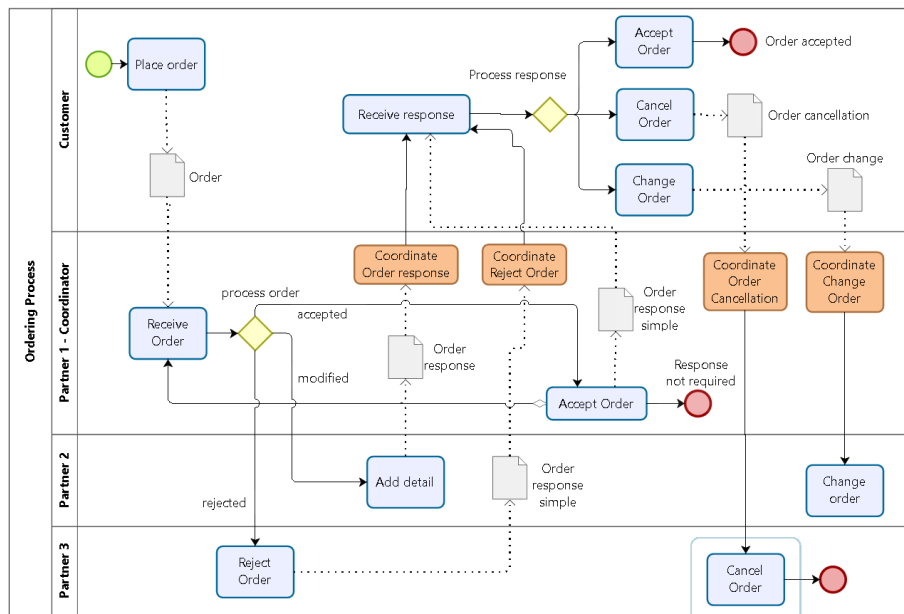 Ordering Process
Customer
Place order
Order
Receive response
Process response
Accept
Order
Order accepted
Cancel
Order
Order cancellation
Change
Order
Order change
Partner 1 - Coordinator
Receive
Order
process order
accepted
modified
rejected
Coordinate
Order response
Order
response
Coordinate
Reject Order
Order
response
simple
Accept Order
Response
not required
Coordinate
Order
Cancellation
Coordinate
Change
Order
Partner 2
Add detail
Order
response
simple
Change
order
Partner 3
Reject
Order
Cancel
Order